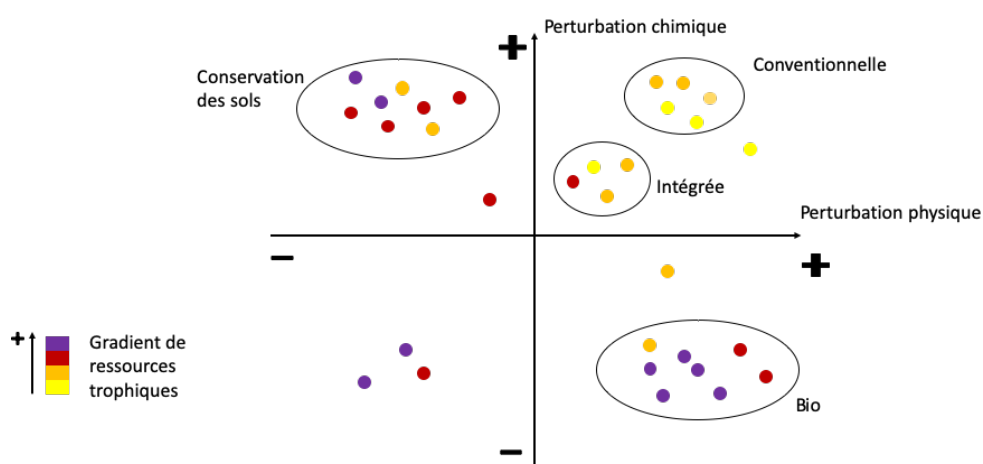 Perturbation chimique
+
Conventionnelle
Conservation
des sols
Intégrée
Perturbation physique
−
+
+
Gradient de
ressources
trophiques
Bio
−